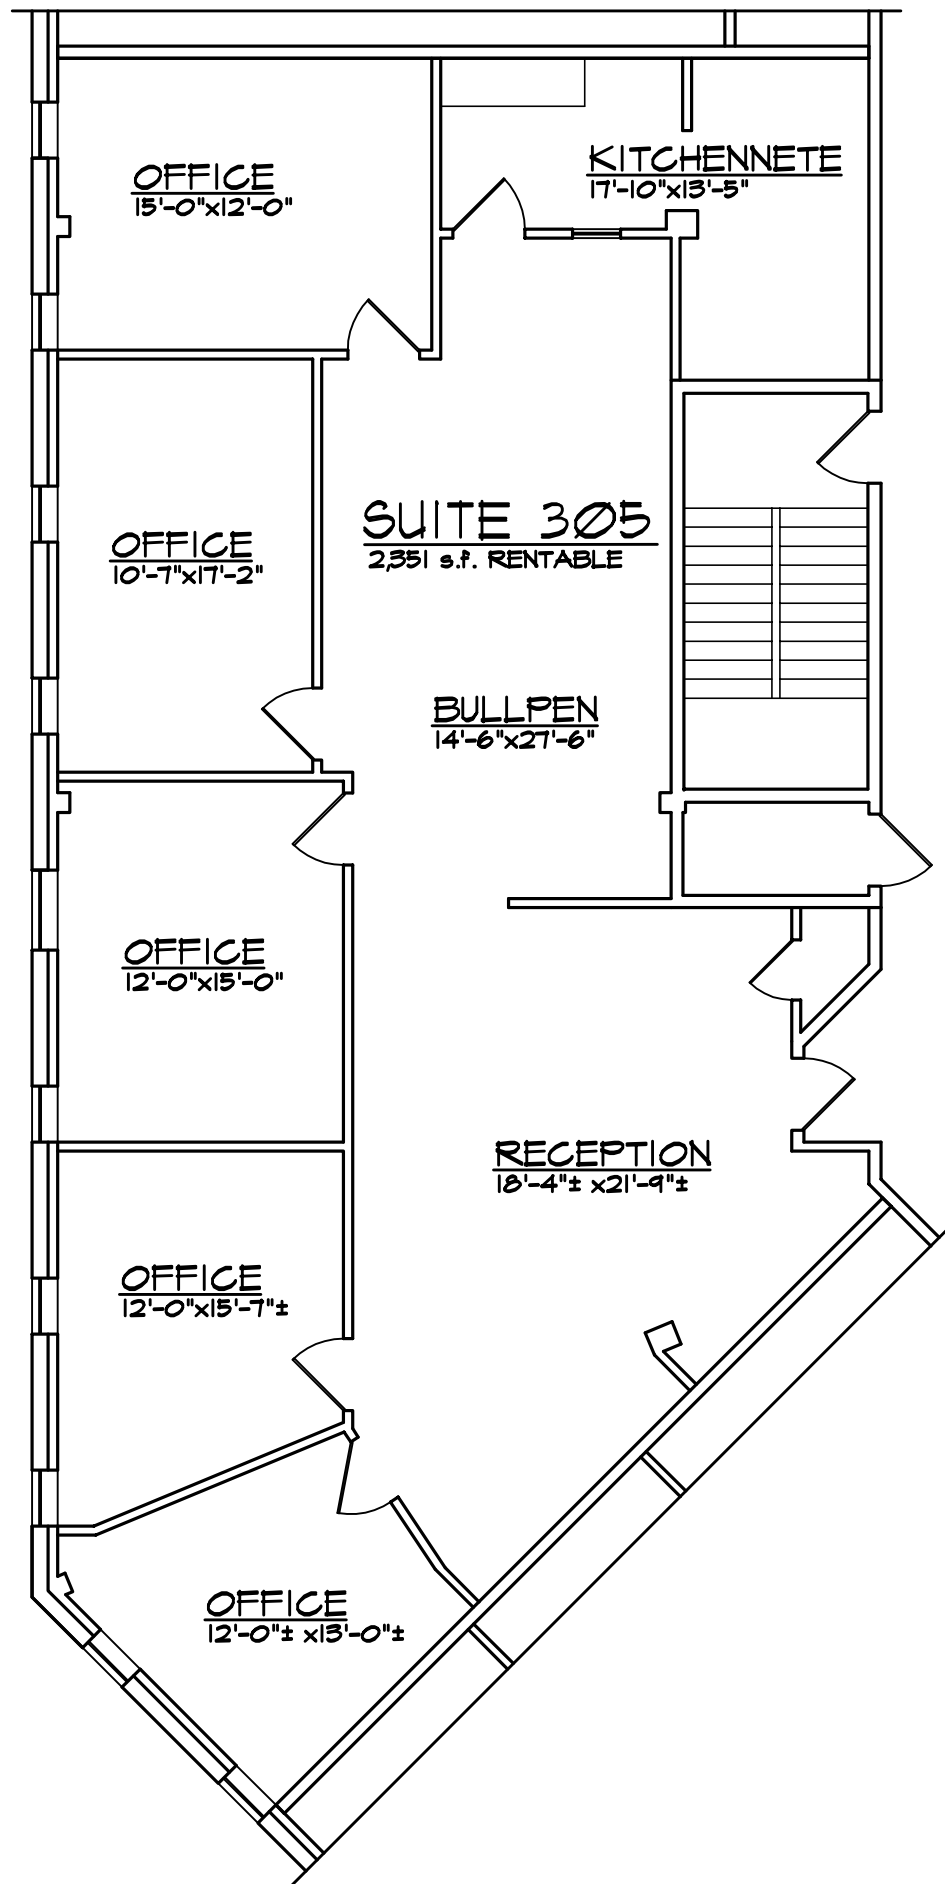 KITCHENNETE
17'-10"x13'-5"
OFFICE
15'-0"x12'-0"
SUITE 305
2,351 s.f. RENTABLE
OFFICE
10'-7"x17'-2"
BULLPEN
14'-6"x27'-6"
OFFICE
12'-0"x15'-0"
RECEPTION
18'-4"± x21'-9"±
OFFICE
12'-0"x15'-7"±
OFFICE
12'-0"± x13'-0"±